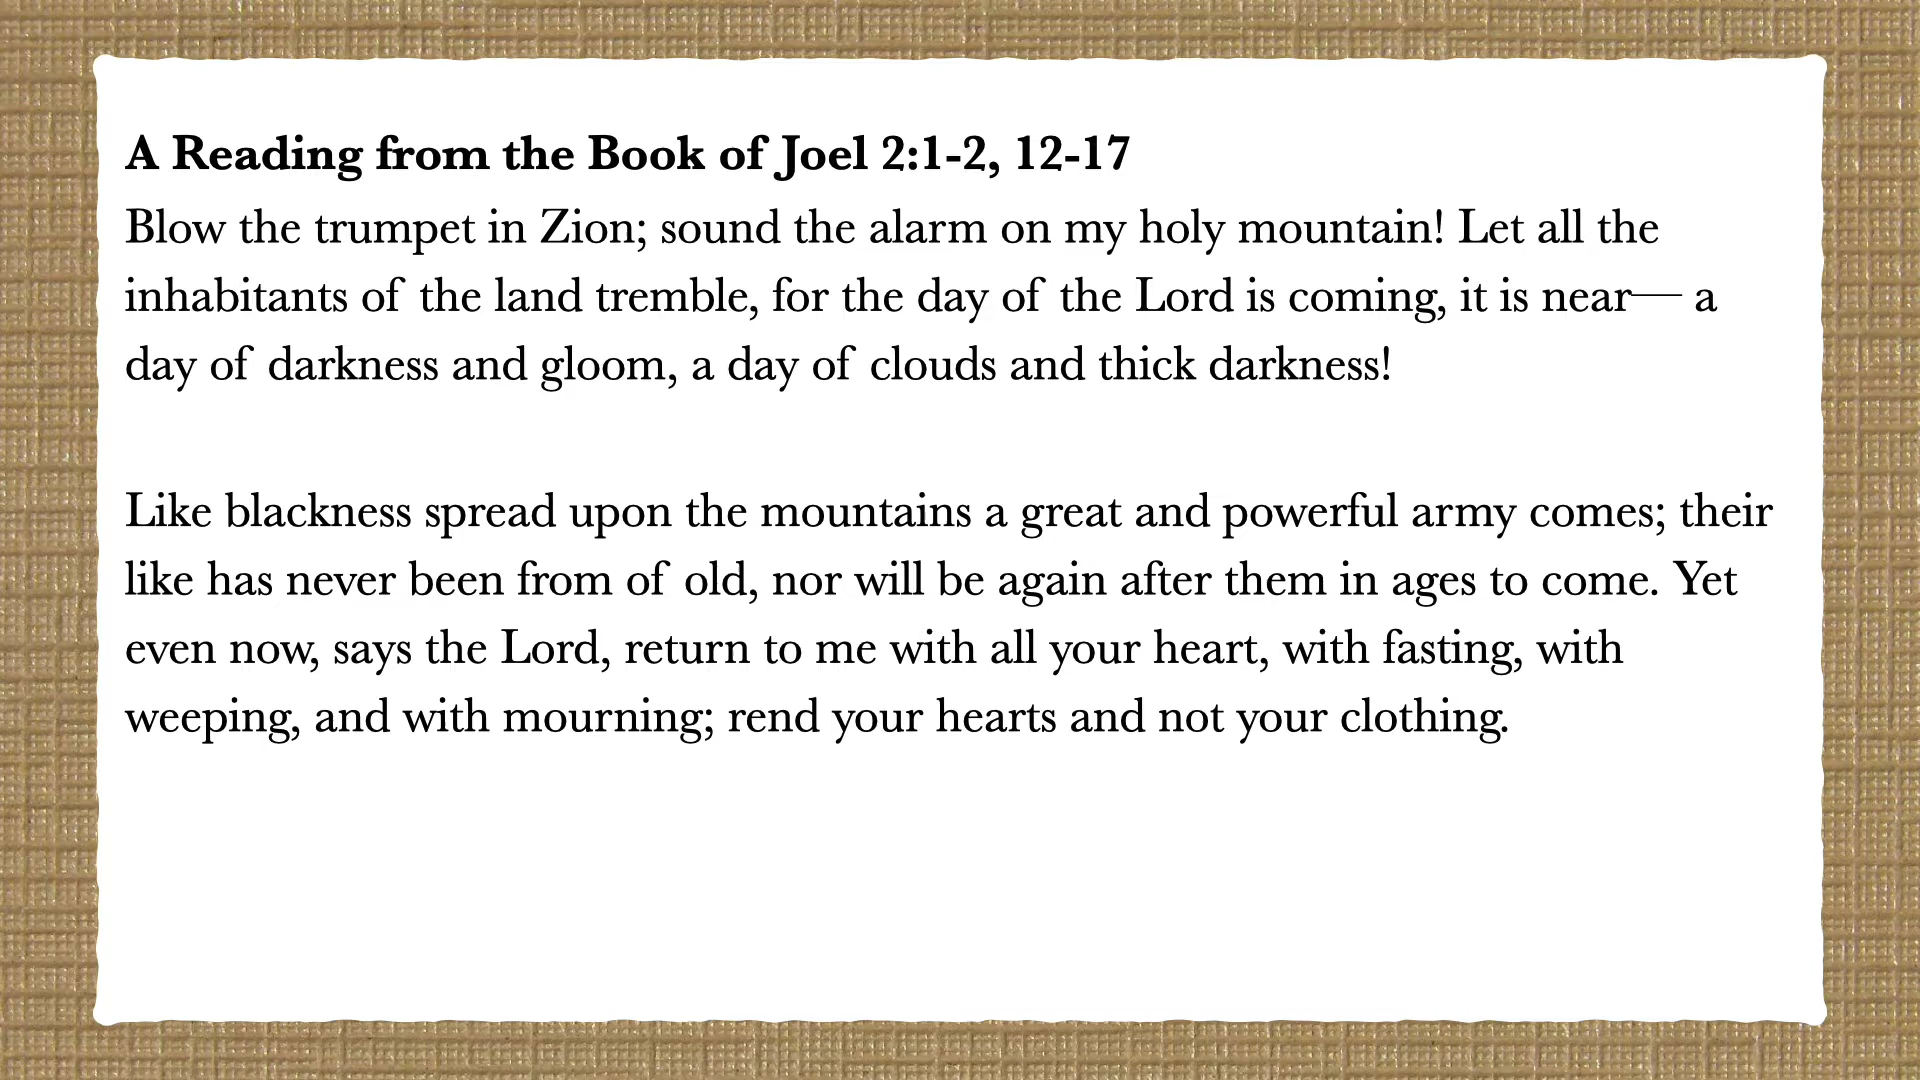 A Reading from the Book of Joel 2:1-2, 12-17
Blow the trumpet in Zion; sound the alarm on my holy mountain! Let all the
inhabitants of the land tremble, for the day of the Lord is coming, it is near— a
day of darkness and gloom, a day of clouds and thick darkness!
Like blackness spread upon the mountains a great and powerful army comes; their
like has never been from of old, nor will be again after them in ages to come. Yet
even now, says the Lord, return to me with all your heart, with fasting, with
weeping, and with mourning; rend your hearts and not your clothing.